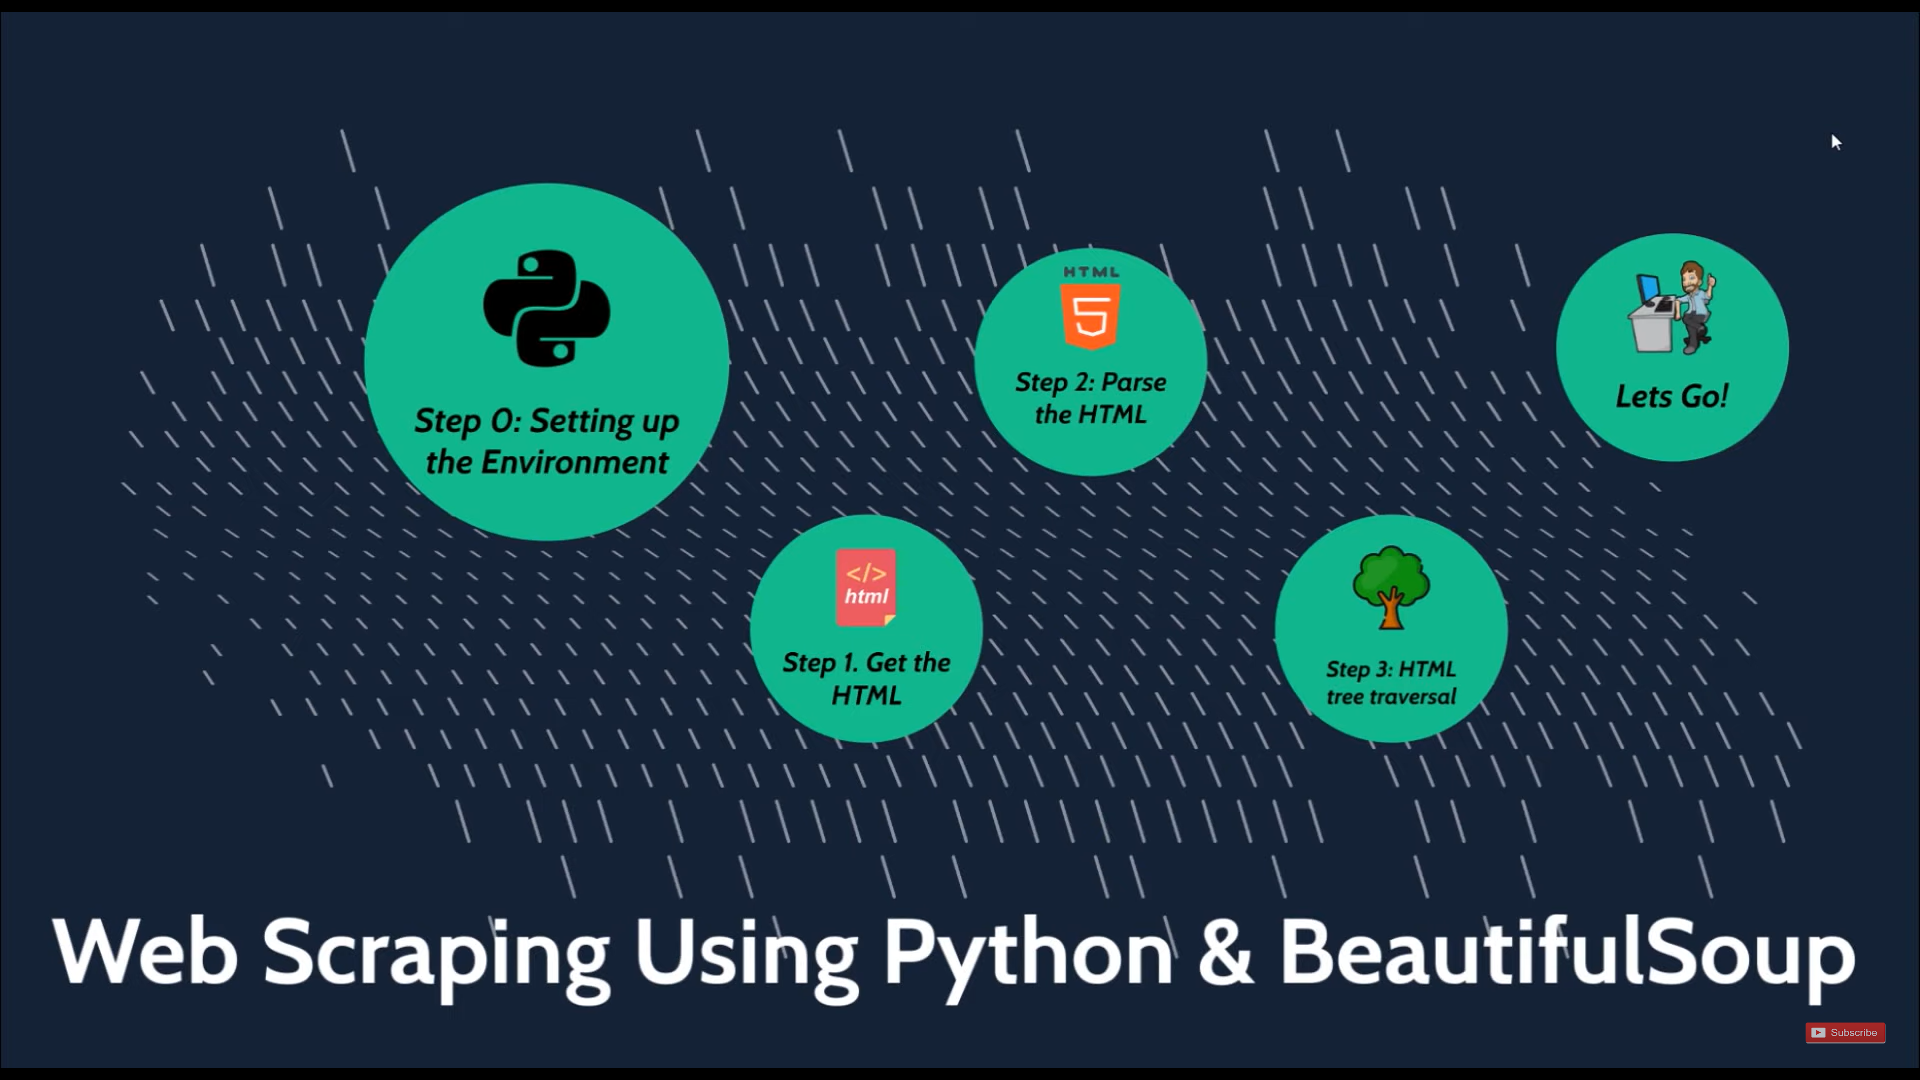 Step 0: Setting up
the Environment
</> 
html
Step 1. Get the
HTML
HTML
5
Step 2: Parse
the HTML
Step 3: HTML
tree traversal
Lets Go!
Web Scraping Using Python & BeautifulSoup
Subscribe